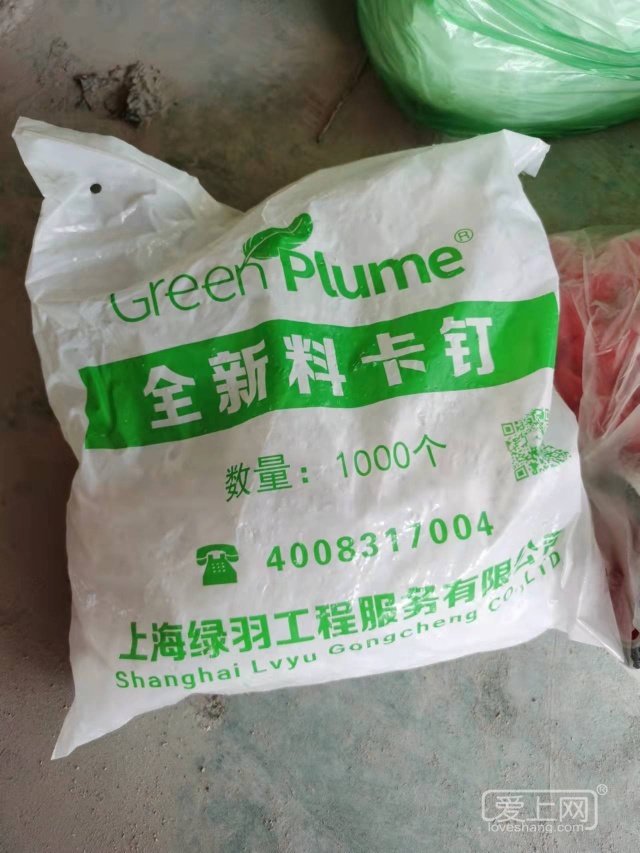 Green Plume®
全新料卡钉
数量：1000个
4008317004
上海绿羽工程服务有限公司
Shanghai Lvyu Gongcheng CO.,LTD
爱上网®
loveshang.com